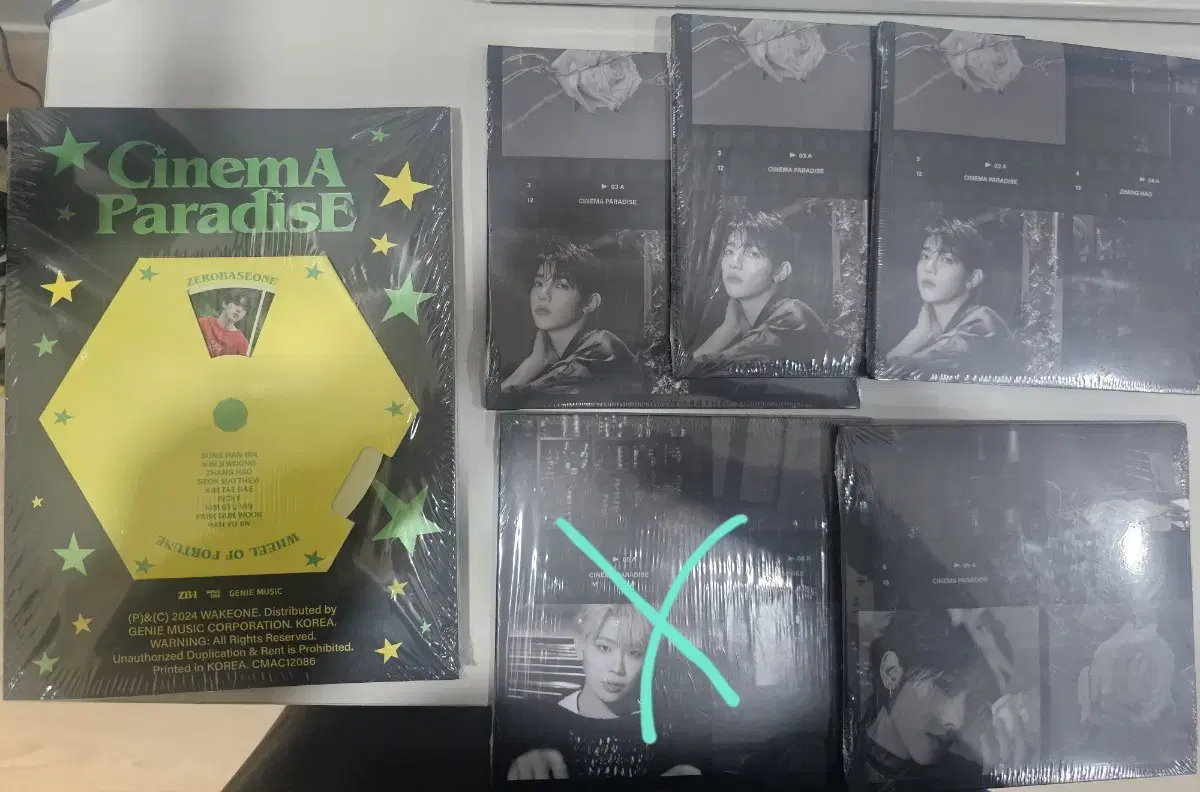 CinemA
ParadisE
ZEROBASEONE
SUNG HAN BIN
KIM JI WOONG
ZHANG HAO
SEOK MATTHEW
KIM TAE RAE
RICKY
KIM GYU VIN
PARK GUN WOOK
HAN YU JIN
WHEEL OF FORTUNE
ZB1
GENIE MUSIC
(P)&(C) 2024 WAKEONE. Distributed by
GENIE MUSIC CORPORATION. KOREA.
WARNING: All Rights Reserved.
Unauthorized Duplication & Rent is Prohibited.
Printed in KOREA. CMAC12086
3 ▶ 03 A
12 CINEMA PARADISE
3 ▶ 03 A
12 CINEMA PARADISE
3 ▶ 03 A
12 CINEMA PARADISE
ZHANG HAO
CINEMA PARADISE
CINEMA PARADISE